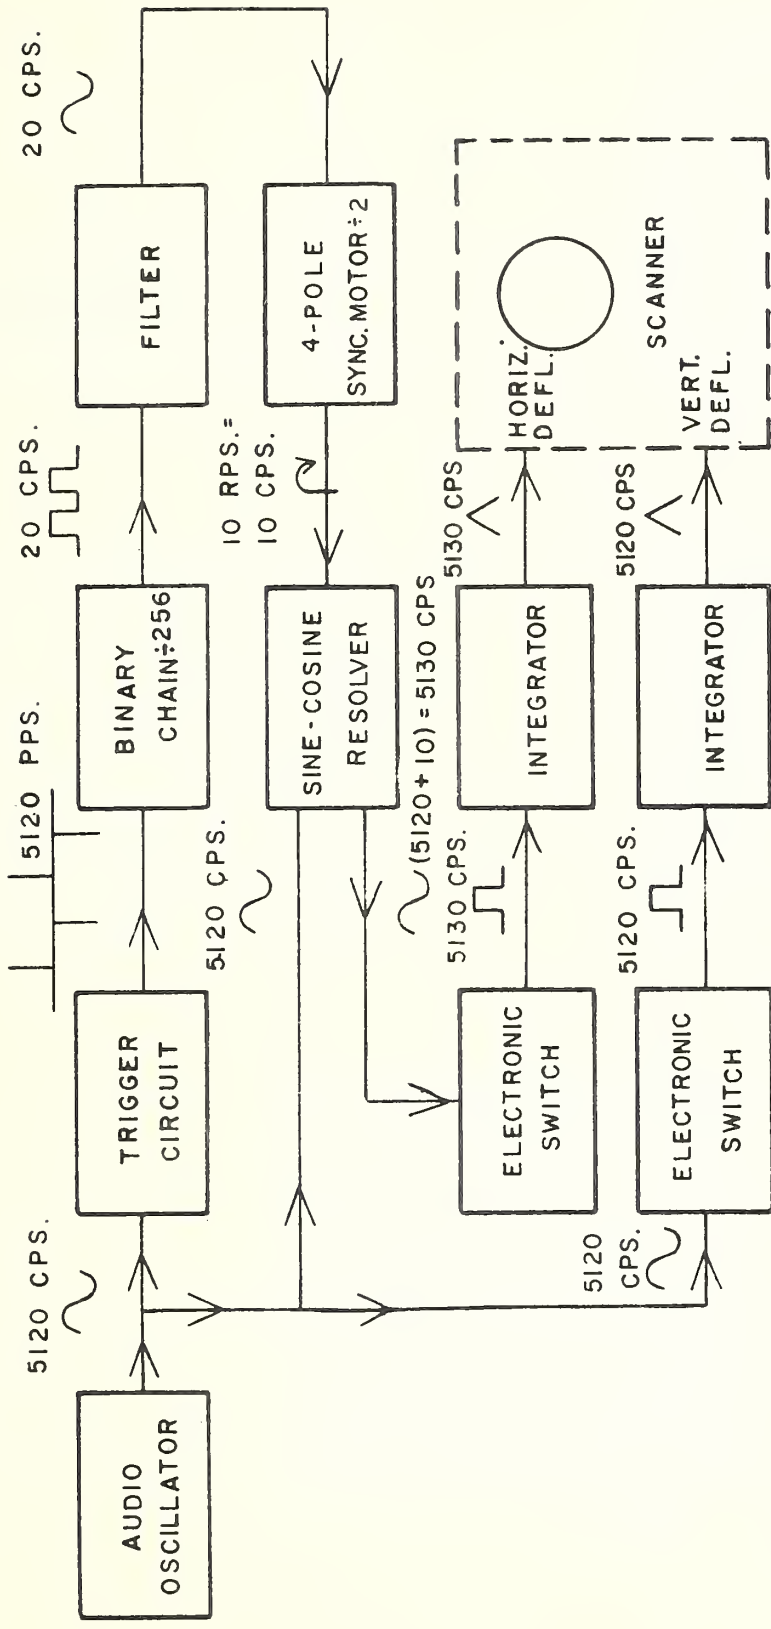 AUDIO
OSCILLATOR
5120 CPS.
TRIGGER
CIRCUIT
5120 PPS.
BINARY
CHAIN÷256
20 CPS.
FILTER
20 CPS.
4-POLE
SYNC. MOTOR÷2
10 RPS.=
10 CPS.
SINE-COSINE
RESOLVER
5120 CPS.
(5120+10) = 5130 CPS
ELECTRONIC
SWITCH
5130 CPS.
INTEGRATOR
5130 CPS
HORIZ.
DEFL.
5120
CPS.
ELECTRONIC
SWITCH
5120 CPS.
INTEGRATOR
5120 CPS
VERT.
DEFL.
SCANNER